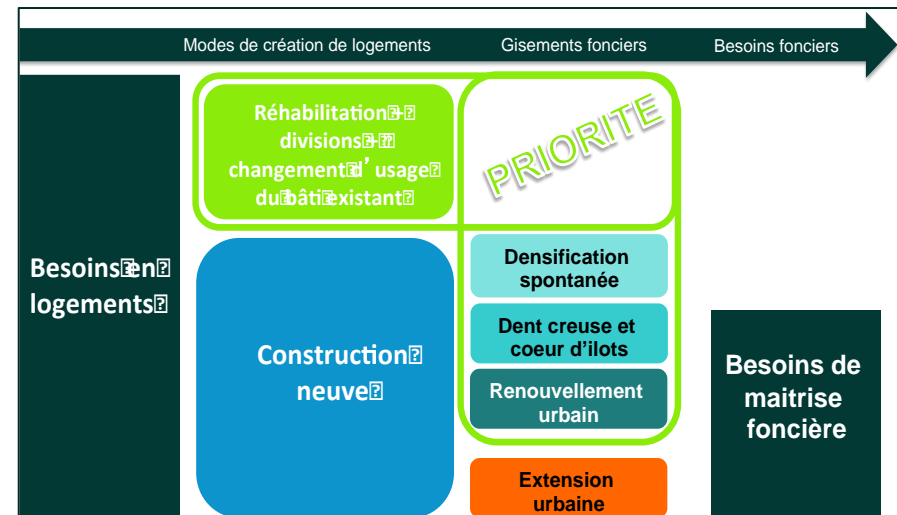 Modes de création de logements Gisements fonciers Besoins fonciers
Réhabilitation +
divisions +
changement d’usage
du bâti existant
PRIORITE
Besoins en
logements
Construction
neuve
Densification
spontanée
Dent creuse et
coeur d’ilots
Renouvellement
urbain
Extension
urbaine
Besoins de
maitrise
foncière